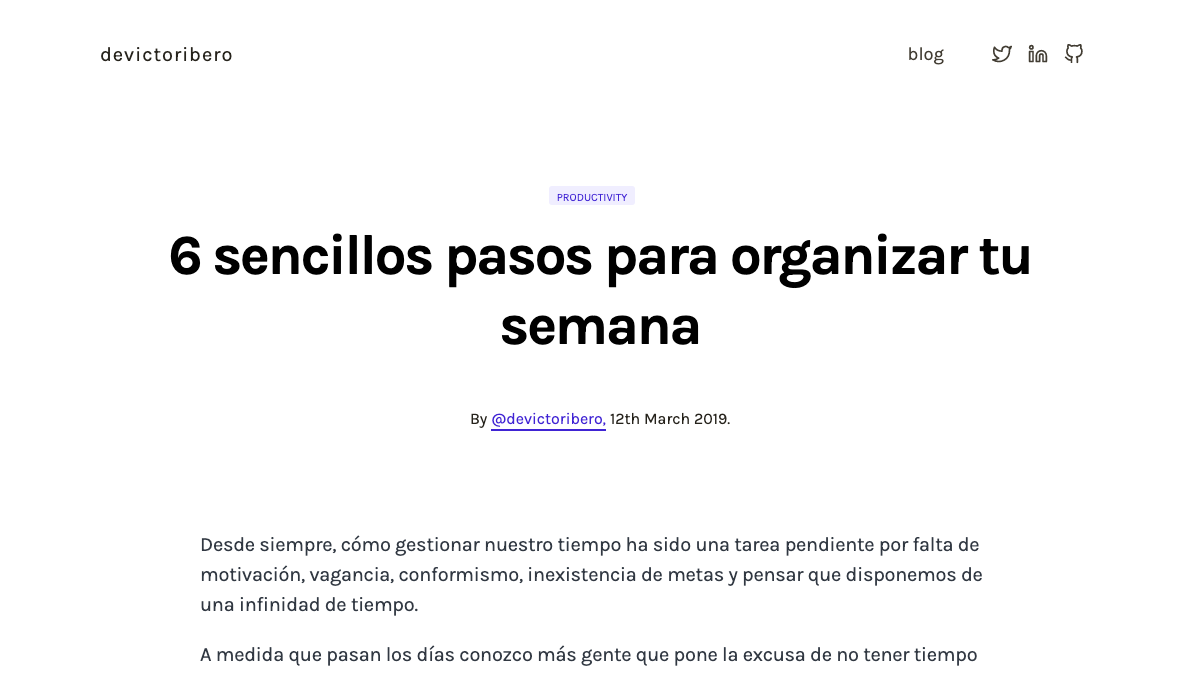 devictoribero
blog
PRODUCTIVITY
6 sencillos pasos para organizar tu
semana
By @devictoribero, 12th March 2019.
Desde siempre, cómo gestionar nuestro tiempo ha sido una tarea pendiente por falta de
motivación, vagancia, conformismo, inexistencia de metas y pensar que disponemos de
una infinidad de tiempo.
A medida que pasan los días conozco más gente que pone la excusa de no tener tiempo